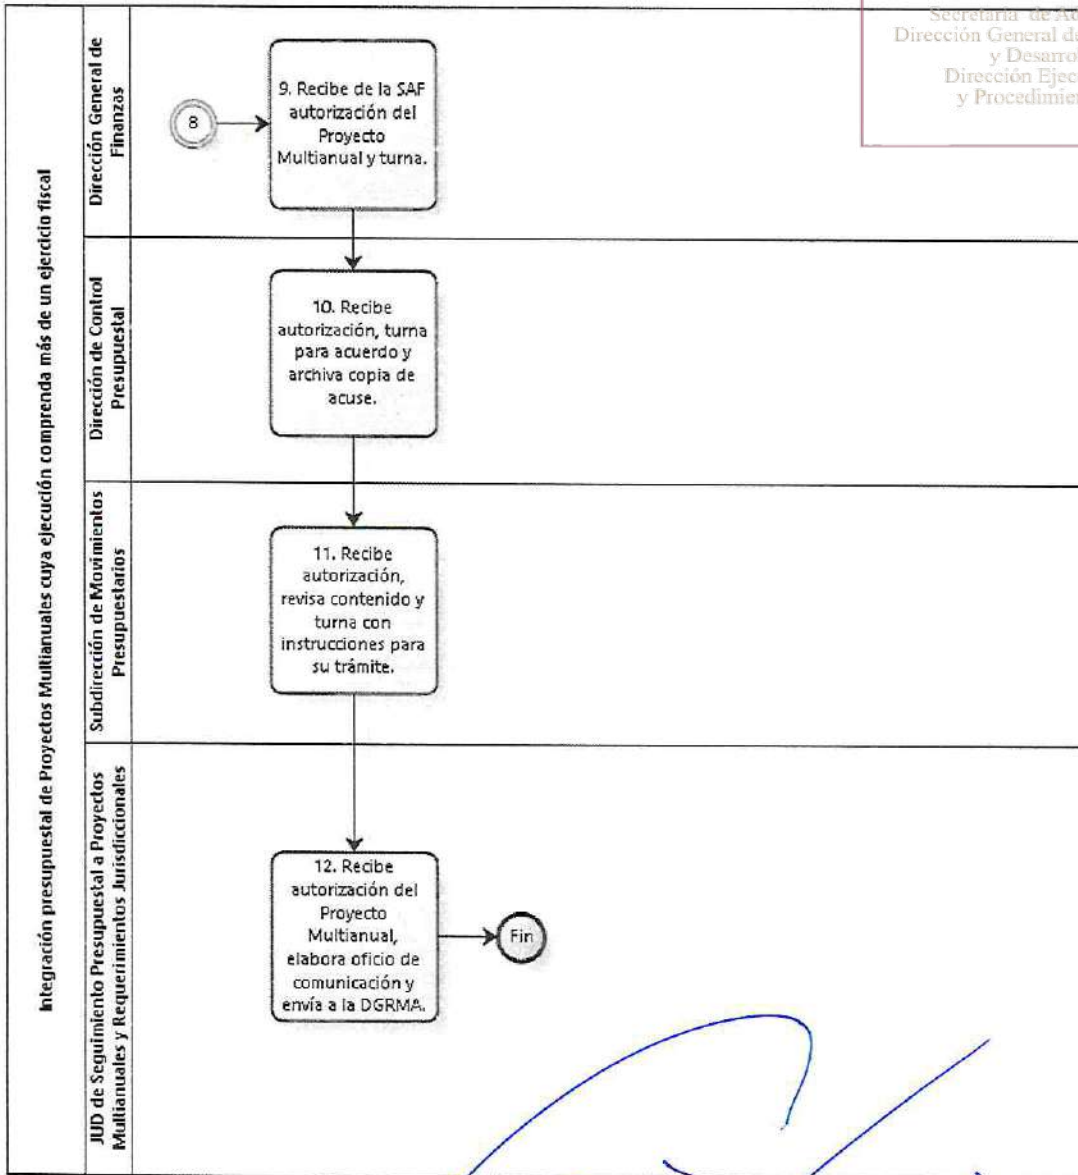 Secretaría de
Dirección General de
y
Dirección
y
Integración presupuestal de Proyectos Multianuales cuya ejecución comprenda más de un ejercicio fiscal
Dirección General de
Finanzas
8
9. Recibe de la SAF
autorización del
Proyecto
Multianual y turna.
Dirección de Control
Presupuestal
10. Recibe
autorización, turna
para acuerdo y
archiva copia de
acuse.
Subdirección de Movimientos
Presupuestarios
11. Recibe
autorización,
revisa contenido y
turna con
instrucciones para
su trámite.
JUD de Seguimiento Presupuestal a Proyectos
Multianuales y Requerimientos Jurisdiccionales
12. Recibe
autorización del
Proyecto
Multianual,
elabora oficio de
comunicación y
envía a la DGRMA.
Fin